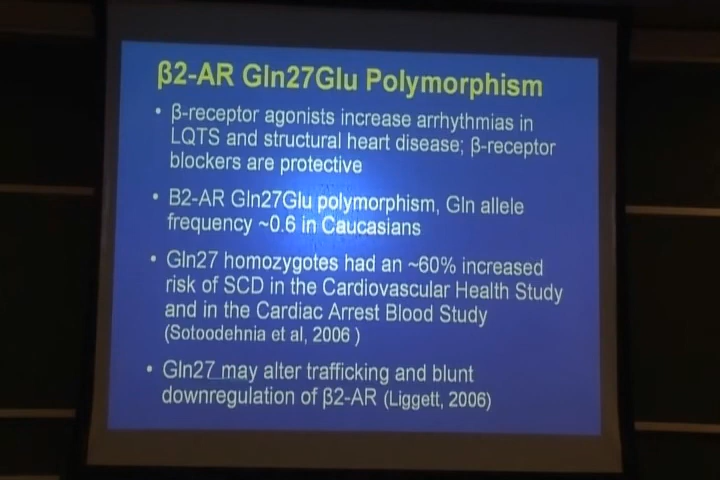 β2-AR Gln27Glu Polymorphism
• β-receptor agonists increase arrhythmias in
LQTS and structural heart disease; β-receptor
blockers are protective
• B2-AR Gln27Glu polymorphism, Gln allele
frequency ~0.6 in Caucasians
• Gln27 homozygotes had an ~60% increased
risk of SCD in the Cardiovascular Health Study
and in the Cardiac Arrest Blood Study
(Sotoodehnia et al, 2006 )
• Gln27 may alter trafficking and blunt
downregulation of β2-AR (Liggett, 2006)